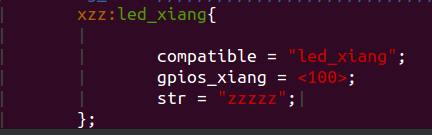 xzz:led_xiang{
compatible = "led_xiang";
gpios_xiang = <100>;
str = "zzzzz";
};